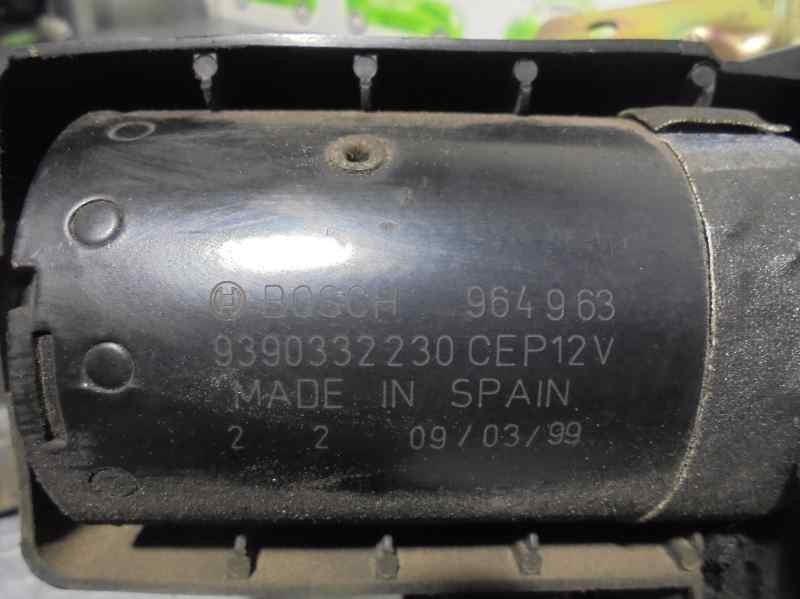 BOSCH 964963
9390332230 CEP12V
MADE IN SPAIN
2 2 09/03/99